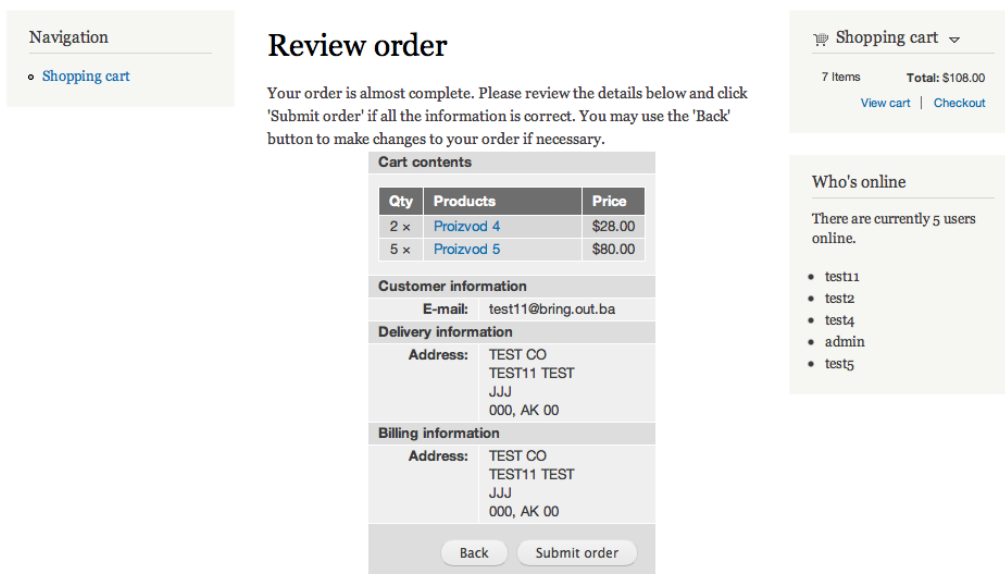 Navigation
Shopping cart
Review order
Your order is almost complete. Please review the details below and click
'Submit order' if all the information is correct. You may use the 'Back'
button to make changes to your order if necessary.
Cart contents
Qty Products Price
2 × Proizvod 4 $28.00
5 × Proizvod 5 $80.00
Customer information
E-mail: test11@bring.out.ba
Delivery information
Address: TEST CO
TEST11 TEST
JJJ
000, AK 00
Billing information
Address: TEST CO
TEST11 TEST
JJJ
000, AK 00
Back Submit order
Shopping cart
7 Items Total: $108.00
View cart | Checkout
Who's online
There are currently 5 users
online.
test11
test2
test4
admin
test5